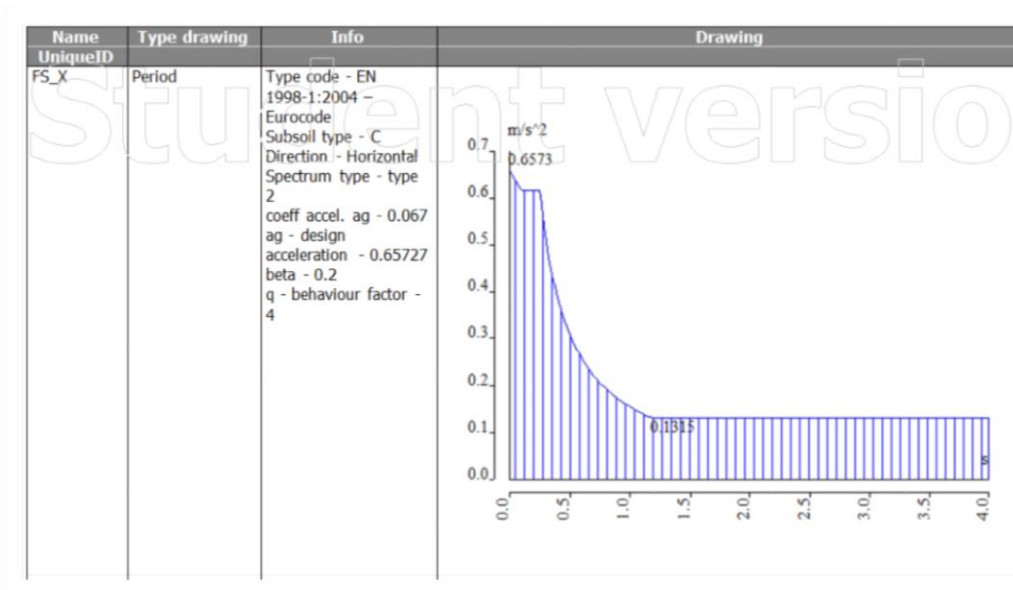 Name Type drawing Info Drawing
UniqueID
Student versio
FS_X Period Type code - EN
1998-1:2004 –
Eurocode
Subsoil type - C
Direction - Horizontal
Spectrum type - type
2
coeff accel. ag - 0.067
ag - design
acceleration - 0.65727
beta - 0.2
q - behaviour factor -
4
m/s^2
0.7
0.6573
0.6
0.5
0.4
0.3
0.2
0.1
0.1315
s
0.0
0.0 0.5 1.0 1.5 2.0 2.5 3.0 3.5 4.0